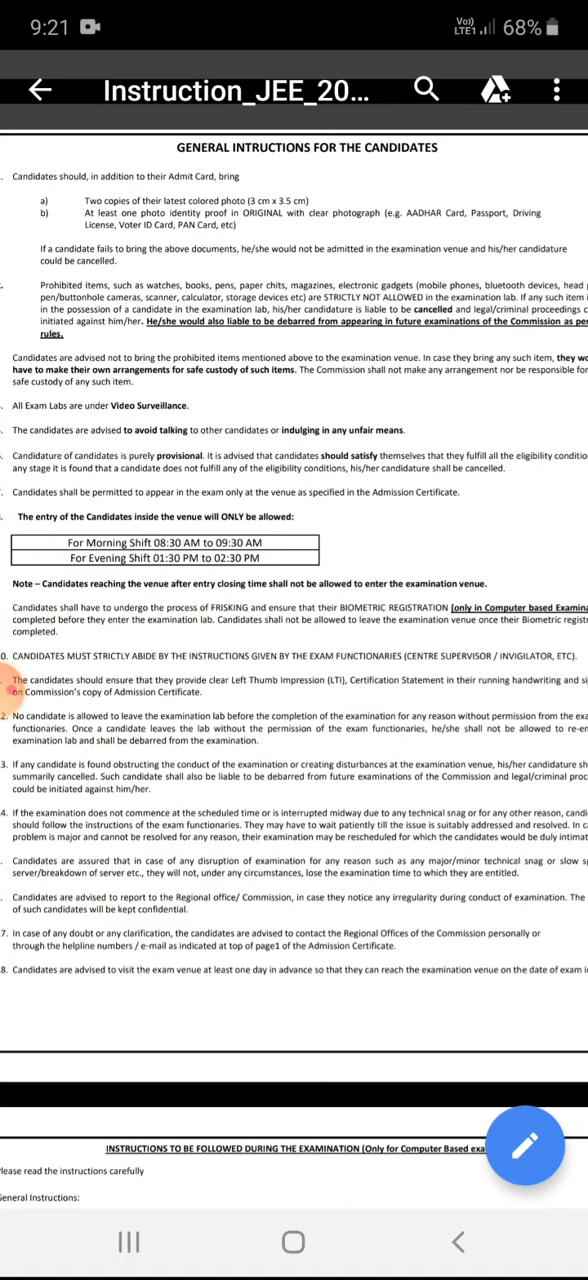 9:21
Vo)) LTE1 68%
Instruction_JEE_20...
GENERAL INTRUCTIONS FOR THE CANDIDATES
. Candidates should, in addition to their Admit Card, bring
a) Two copies of their latest colored photo (3 cm x 3.5 cm)
b) At least one photo identity proof in ORIGINAL with clear photograph (e.g. AADHAR Card, Passport, Driving
License, Voter ID Card, PAN Card, etc)
If a candidate fails to bring the above documents, he/she would not be admitted in the examination venue and his/her candidature
could be cancelled.
. Prohibited items, such as watches, books, pens, paper chits, magazines, electronic gadgets (mobile phones, bluetooth devices, head
pen/buttonhole cameras, scanner, calculator, storage devices etc) are STRICTLY NOT ALLOWED in the examination lab. If any such item
in the possession of a candidate in the examination lab, his/her candidature is liable to be cancelled and legal/criminal proceedings c
initiated against him/her. He/she would also liable to be debarred from appearing in future examinations of the Commission as per
rules.
Candidates are advised not to bring the prohibited items mentioned above to the examination venue. In case they bring any such item, they wo
have to make their own arrangements for safe custody of such items. The Commission shall not make any arrangement nor be responsible for
safe custody of any such item.
. All Exam Labs are under Video Surveillance.
. The candidates are advised to avoid talking to other candidates or indulging in any unfair means.
. Candidature of candidates is purely provisional. It is advised that candidates should satisfy themselves that they fulfill all the eligibility conditio
any stage it is found that a candidate does not fulfill any of the eligibility conditions, his/her candidature shall be cancelled.
. Candidates shall be permitted to appear in the exam only at the venue as specified in the Admission Certificate.
. The entry of the Candidates inside the venue will ONLY be allowed:
For Morning Shift 08:30 AM to 09:30 AM
For Evening Shift 01:30 PM to 02:30 PM
Note – Candidates reaching the venue after entry closing time shall not be allowed to enter the examination venue.
Candidates shall have to undergo the process of FRISKING and ensure that their BIOMETRIC REGISTRATION (only in Computer based Examina
completed before they enter the examination lab. Candidates shall not be allowed to leave the examination venue once their Biometric registr
completed.
0. CANDIDATES MUST STRICTLY ABIDE BY THE INSTRUCTIONS GIVEN BY THE EXAM FUNCTIONARIES (CENTRE SUPERVISOR / INVIGILATOR, ETC).
. The candidates should ensure that they provide clear Left Thumb Impression (LTI), Certification Statement in their running handwriting and si
on Commission's copy of Admission Certificate.
2. No candidate is allowed to leave the examination lab before the completion of the examination for any reason without permission from the exa
functionaries. Once a candidate leaves the lab without the permission of the exam functionaries, he/she shall not be allowed to re-en
examination lab and shall be debarred from the examination.
3. If any candidate is found obstructing the conduct of the examination or creating disturbances at the examination venue, his/her candidature sh
summarily cancelled. Such candidate shall also be liable to be debarred from future examinations of the Commission and legal/criminal proc
could be initiated against him/her.
4. If the examination does not commence at the scheduled time or is interrupted midway due to any technical snag or for any other reason, candi
should follow the instructions of the exam functionaries. They may have to wait patiently till the issue is suitably addressed and resolved. In c
problem is major and cannot be resolved for any reason, their examination may be rescheduled for which the candidates would be duly intimat
. Candidates are assured that in case of any disruption of examination for any reason such as any major/minor technical snag or slow s
server/breakdown of server etc., they will not, under any circumstances, lose the examination time to which they are entitled.
. Candidates are advised to report to the Regional office/ Commission, in case they notice any irregularity during conduct of examination. The
of such candidates will be kept confidential.
7. In case of any doubt or any clarification, the candidates are advised to contact the Regional Offices of the Commission personally or
through the helpline numbers / e-mail as indicated at top of page1 of the Admission Certificate.
8. Candidates are advised to visit the exam venue at least one day in advance so that they can reach the examination venue on the date of exam i
INSTRUCTIONS TO BE FOLLOWED DURING THE EXAMINATION (Only for Computer Based exa
lease read the instructions carefully
General Instructions: